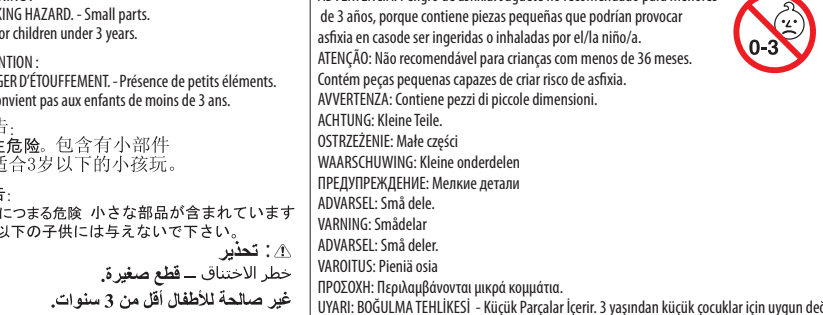 KING HAZARD. - Small parts.
or children under 3 years.
NTION :
GER D'ÉTOUFFEMENT. - Présence de petits éléments.
onvient pas aux enfants de moins de 3 ans.
告:
危险。包含有小部件
适合3岁以下的小孩玩。
告:
につまる危険 小さな部品が含まれています
以下の子供には与えないで下さい。
⚠ : تحذير
خطر الاختناق – قطع صغيرة.
غير صالحة للأطفال أقل من 3 سنوات.
de 3 años, porque contiene piezas pequeñas que podrían provocar
asfixia en casode ser ingeridas o inhaladas por el/la niño/a.
ATENÇÃO: Não recomendável para crianças com menos de 36 meses.
Contém peças pequenas capazes de criar risco de asfixia.
AVVERTENZA: Contiene pezzi di piccole dimensioni.
ACHTUNG: Kleine Teile.
OSTRZEŻENIE: Małe części
WAARSCHUWING: Kleine onderdelen
ПРЕДУПРЕЖДЕНИЕ: Мелкие детали
ADVARSEL: Små dele.
VARNING: Smådelar
ADVARSEL: Små deler.
VAROITUS: Pieniä osia
ΠΡΟΣΟΧΗ: Περιλαμβάνονται μικρά κομμάτια.
UYARI: BOĞULMA TEHLİKESİ - Küçük Parçalar İçerir. 3 yaşından küçük çocuklar için uygun değ
0-3